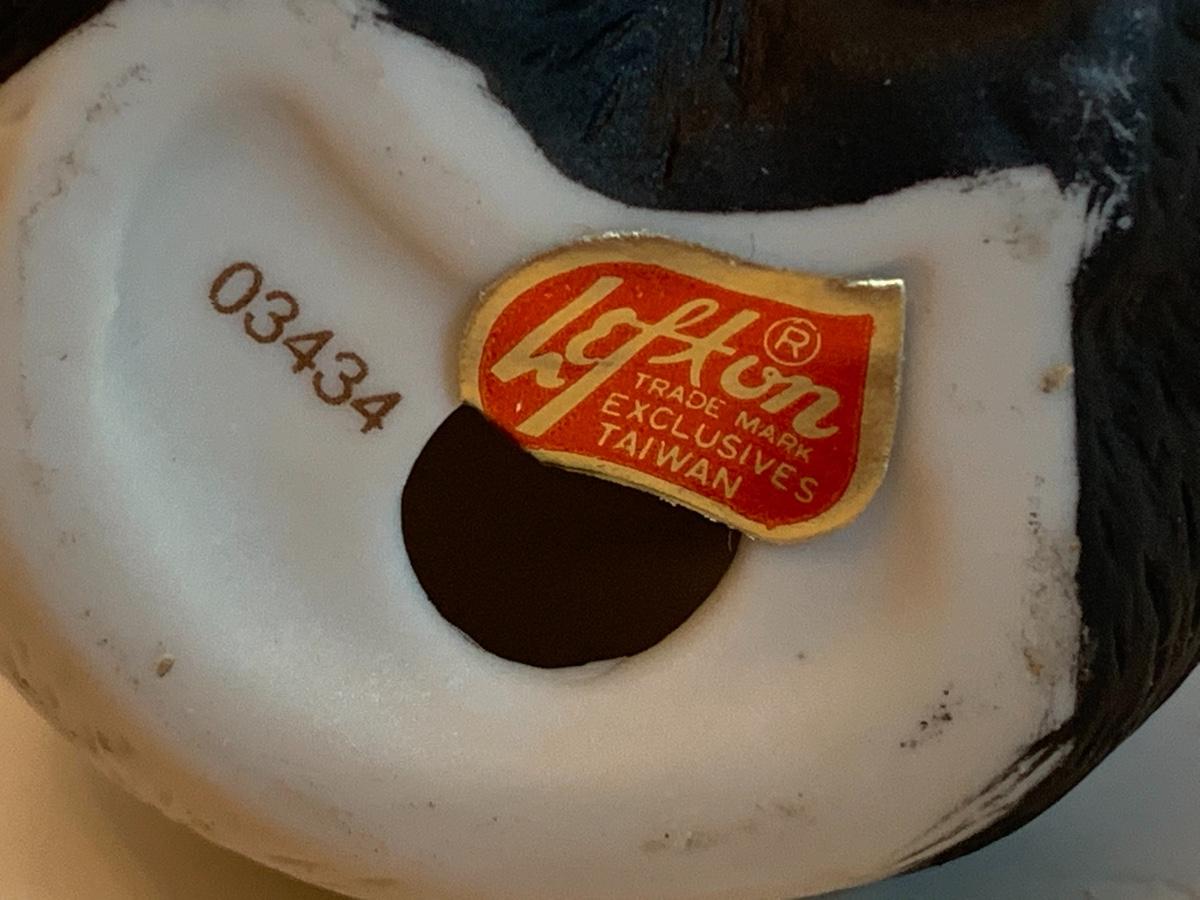 03434
Lefton ®
TRADE MARK
EXCLUSIVES
TAIWAN